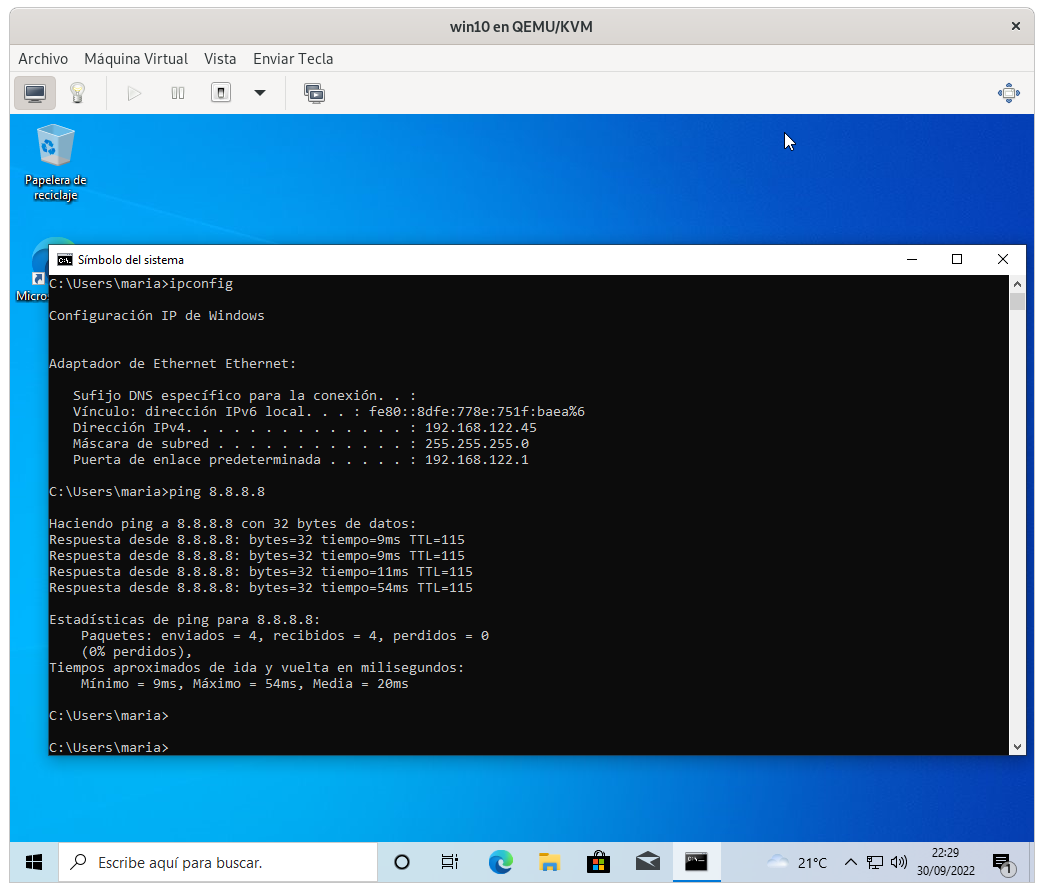 win10 en QEMU/KVM
Archivo Máquina Virtual Vista Enviar Tecla
Papelera de
reciclaje
Símbolo del sistema
Micro
C:\Users\maria>ipconfig
Configuración IP de Windows
Adaptador de Ethernet Ethernet:
Sufijo DNS específico para la conexión. . :
Vínculo: dirección IPv6 local. . . : fe80::8dfe:778e:751f:baea%6
Dirección IPv4. . . . . . . . . . . . . . : 192.168.122.45
Máscara de subred . . . . . . . . . . . . : 255.255.255.0
Puerta de enlace predeterminada . . . . . : 192.168.122.1
C:\Users\maria>ping 8.8.8.8
Haciendo ping a 8.8.8.8 con 32 bytes de datos:
Respuesta desde 8.8.8.8: bytes=32 tiempo=9ms TTL=115
Respuesta desde 8.8.8.8: bytes=32 tiempo=9ms TTL=115
Respuesta desde 8.8.8.8: bytes=32 tiempo=11ms TTL=115
Respuesta desde 8.8.8.8: bytes=32 tiempo=54ms TTL=115
Estadísticas de ping para 8.8.8.8:
Paquetes: enviados = 4, recibidos = 4, perdidos = 0
(0% perdidos),
Tiempos aproximados de ida y vuelta en milisegundos:
Mínimo = 9ms, Máximo = 54ms, Media = 20ms
C:\Users\maria>
C:\Users\maria>
Escribe aquí para buscar.
21°C
22:29
30/09/2022
1